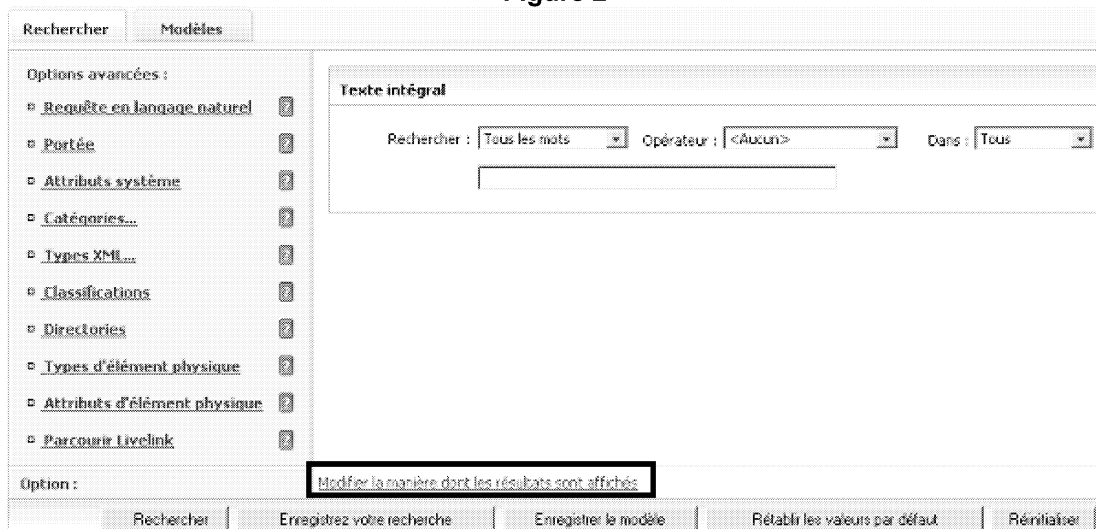 Figure 2
Rechercher Modèles
Options avancées :
Requête en langage naturel
Portée
Attributs système
Catégories...
Types XML...
Classifications
Directories
Types d'élément physique
Attributs d'élément physique
Parcourir Livelink
Texte intégral
Rechercher : Tous les mots Opérateur : <Aucun> Dans : Tous
Option : Modifier la manière dont les résultats sont affichés
Rechercher Enregistrez votre recherche Enregistrer le modèle Rétablir les valeurs par défaut Réinitialiser